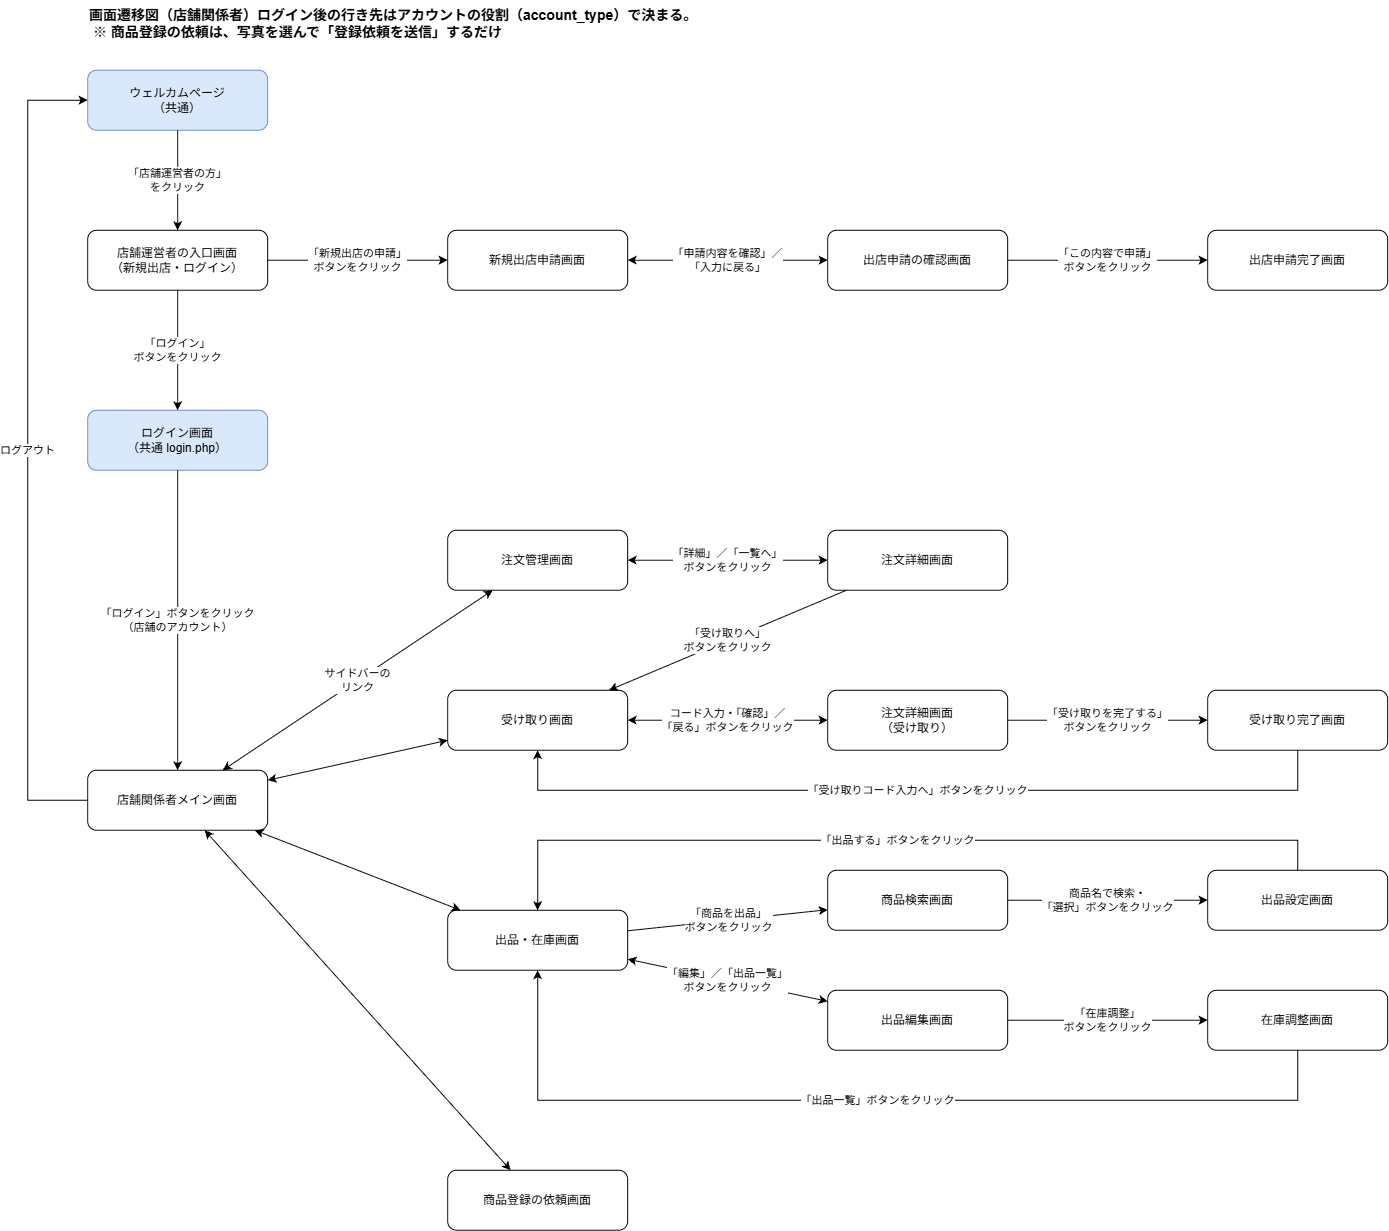 画面遷移図（店舗関係者）ログイン後の行き先はアカウントの役割（account_type）で決まる。
※ 商品登録の依頼は、写真を選んで「登録依頼を送信」するだけ
ウェルカムページ
（共通）
「店舗運営者の方」
をクリック
店舗運営者の入口画面
（新規出店・ログイン）
「新規出店の申請」
ボタンをクリック
新規出店申請画面
「申請内容を確認」／
「入力に戻る」
出店申請の確認画面
「この内容で申請」
ボタンをクリック
出店申請完了画面
「ログイン」
ボタンをクリック
ログイン画面
（共通 login.php）
ログアウト
注文管理画面
「詳細」／「一覧へ」
ボタンをクリック
注文詳細画面
「ログイン」ボタンをクリック
（店舗のアカウント）
「受け取りへ」
ボタンをクリック
サイドバーの
リンク
受け取り画面
コード入力・「確認」／
「戻る」ボタンをクリック
注文詳細画面
（受け取り）
「受け取りを完了する」
ボタンをクリック
受け取り完了画面
「受け取りコード入力へ」ボタンをクリック
店舗関係者メイン画面
「出品する」ボタンをクリック
出品・在庫画面
「商品を出品」
ボタンをクリック
商品検索画面
商品名で検索・
「選択」ボタンをクリック
出品設定画面
「編集」／「出品一覧」
ボタンをクリック
出品編集画面
「在庫調整」
ボタンをクリック
在庫調整画面
「出品一覧」ボタンをクリック
商品登録の依頼画面